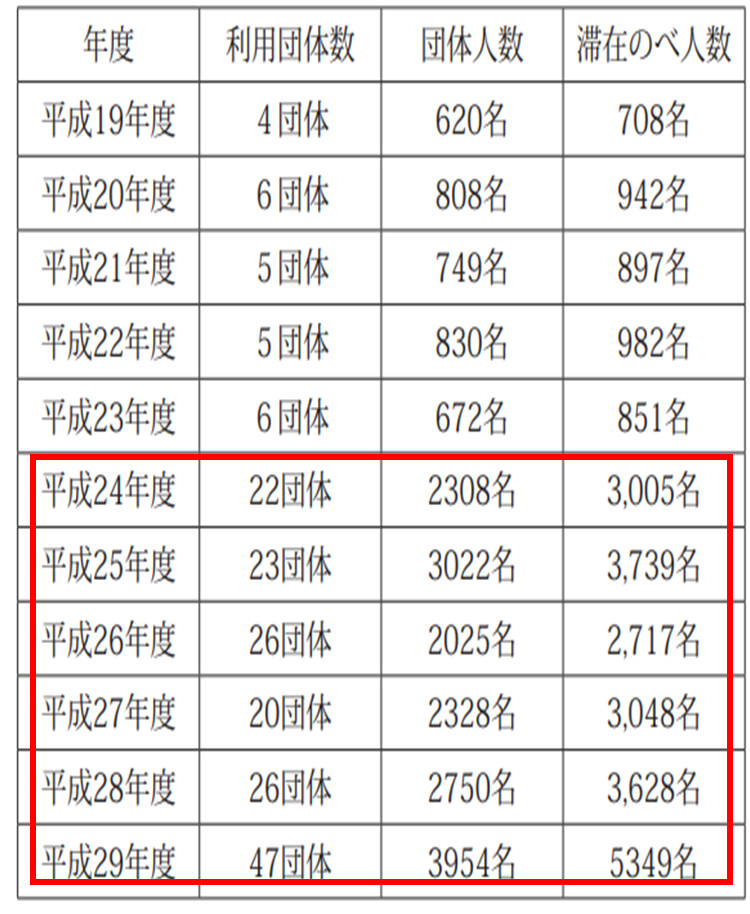 年度 利用団体数 団体人数 滞在のべ人数
平成19年度 4団体 620名 708名
平成20年度 6団体 808名 942名
平成21年度 5団体 749名 897名
平成22年度 5団体 830名 982名
平成23年度 6団体 672名 851名
平成24年度 22団体 2308名 3,005名
平成25年度 23団体 3022名 3,739名
平成26年度 26団体 2025名 2,717名
平成27年度 20団体 2328名 3,048名
平成28年度 26団体 2750名 3,628名
平成29年度 47団体 3954名 5349名